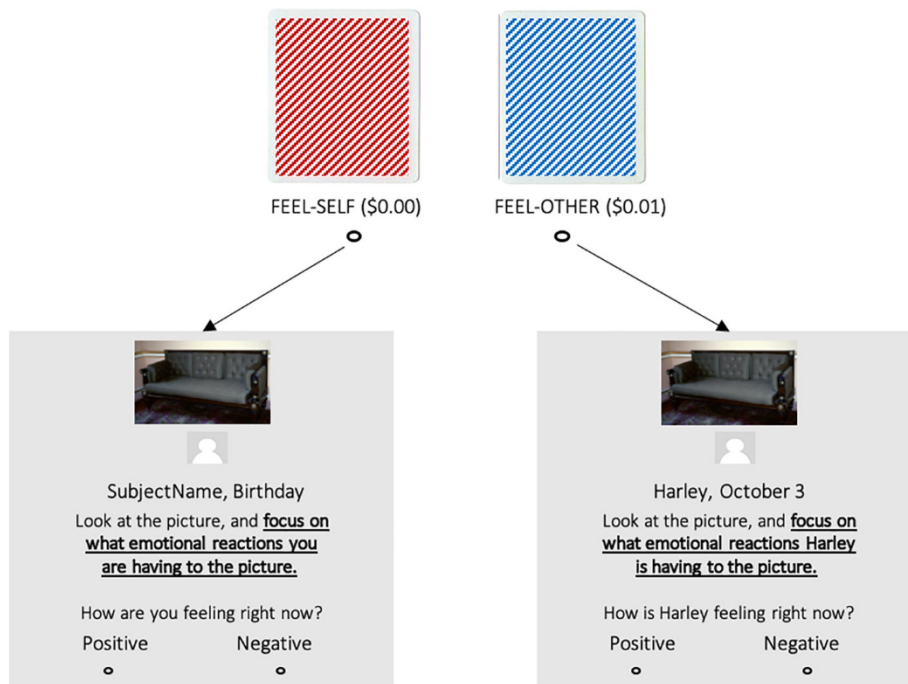 FEEL-SELF ($0.00)
FEEL-OTHER ($0.01)
SubjectName, Birthday
Look at the picture, and focus on
what emotional reactions you
are having to the picture.
How are you feeling right now?
Positive
Negative
Harley, October 3
Look at the picture, and focus on
what emotional reactions Harley
is having to the picture.
How is Harley feeling right now?
Positive
Negative